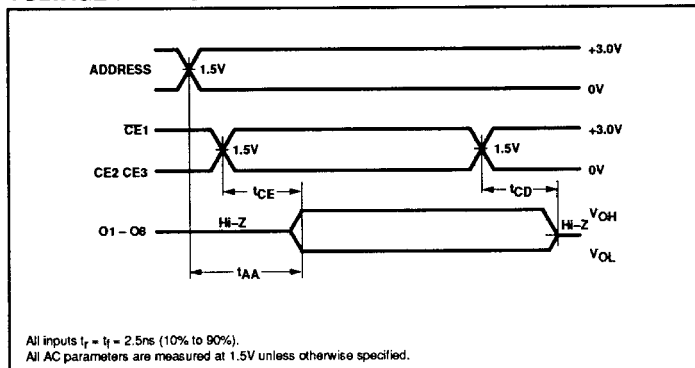 ADDRESS
1.5V
+3.0V
0V
CE1
1.5V
1.5V
+3.0V
CE2 CE3
0V
tCE
tCD
O1 – O8
Hi–Z
Hi–Z
VOH
VOL
tAA
All inputs tr = tf = 2.5ns (10% to 90%).
All AC parameters are measured at 1.5V unless otherwise specified.